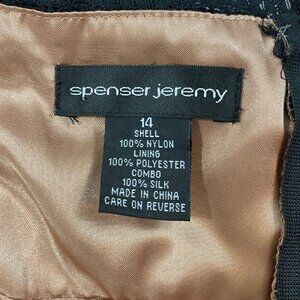 spenser jeremy
14
SHELL
100% NYLON
LINING
100% POLYESTER
COMBO
100% SILK
MADE IN CHINA
CARE ON REVERSE